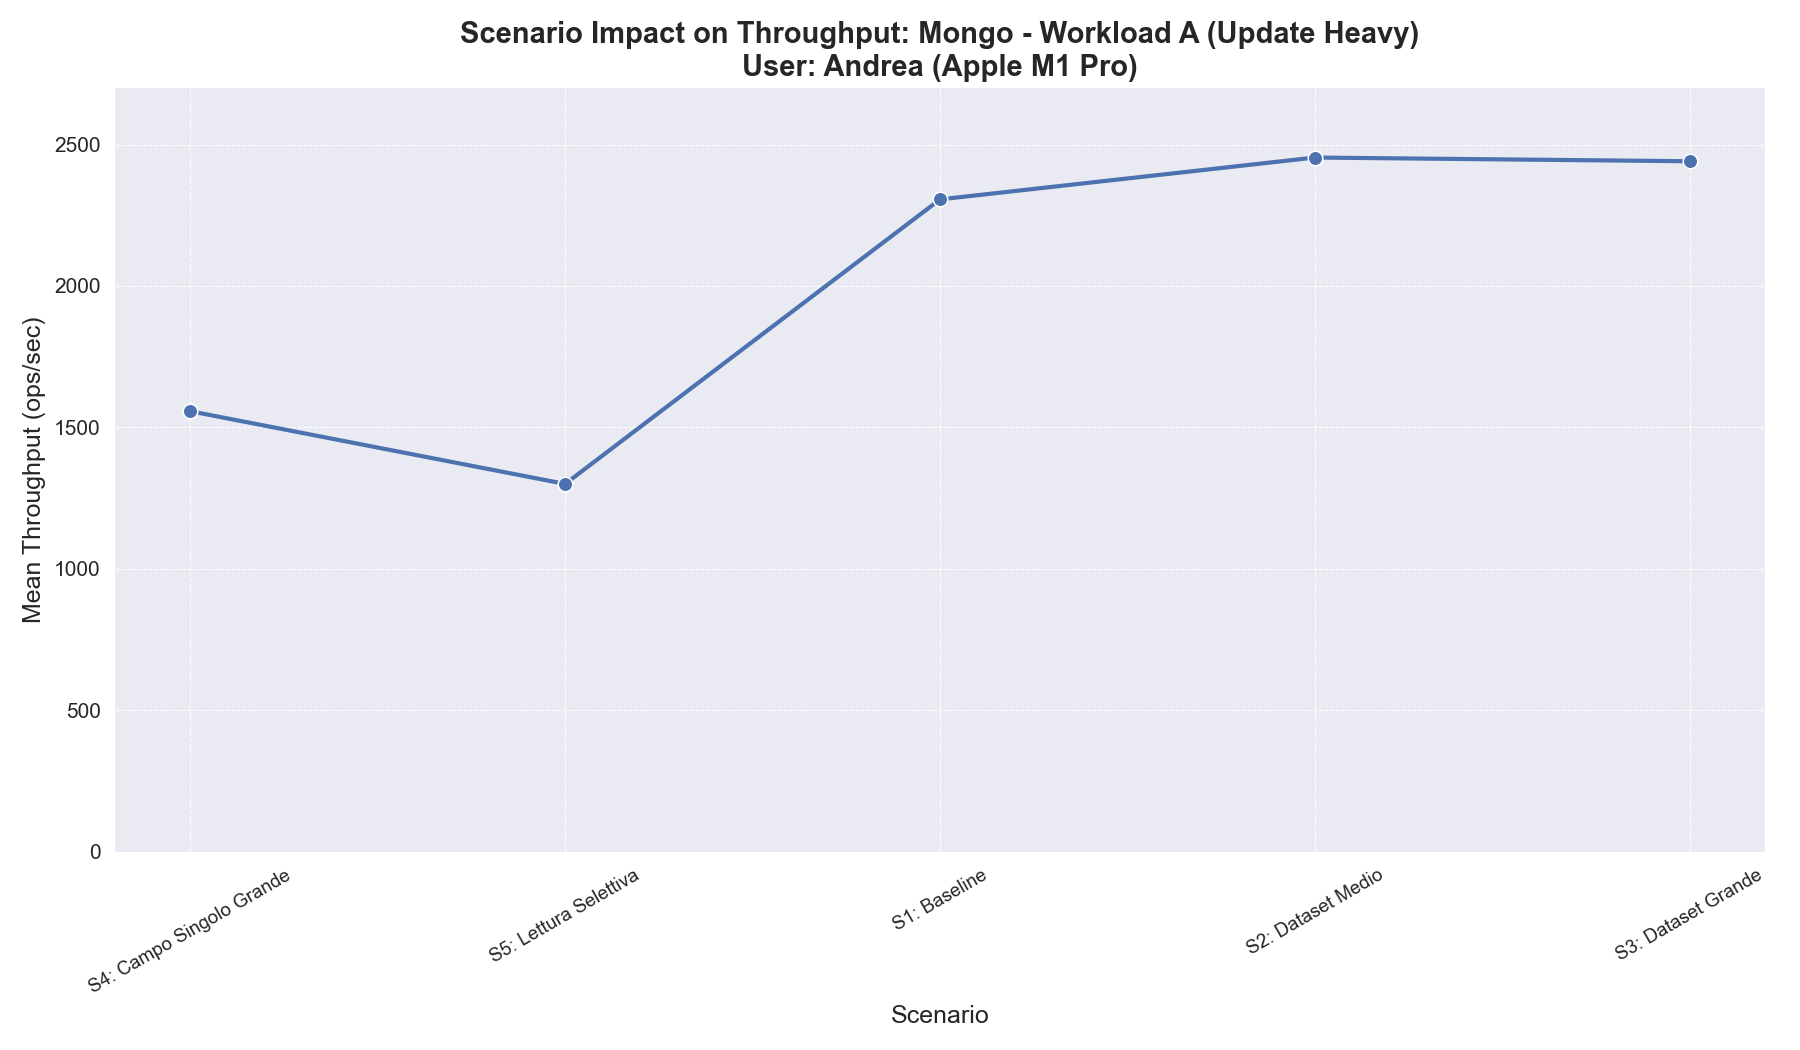 Scenario Impact on Throughput: Mongo - Workload A (Update Heavy)
User: Andrea (Apple M1 Pro)
Mean Throughput (ops/sec)
2500
2000
1500
1000
500
0
S4: Campo Singolo Grande
S5: Lettura Selettiva
S1: Baseline
S2: Dataset Medio
S3: Dataset Grande
Scenario